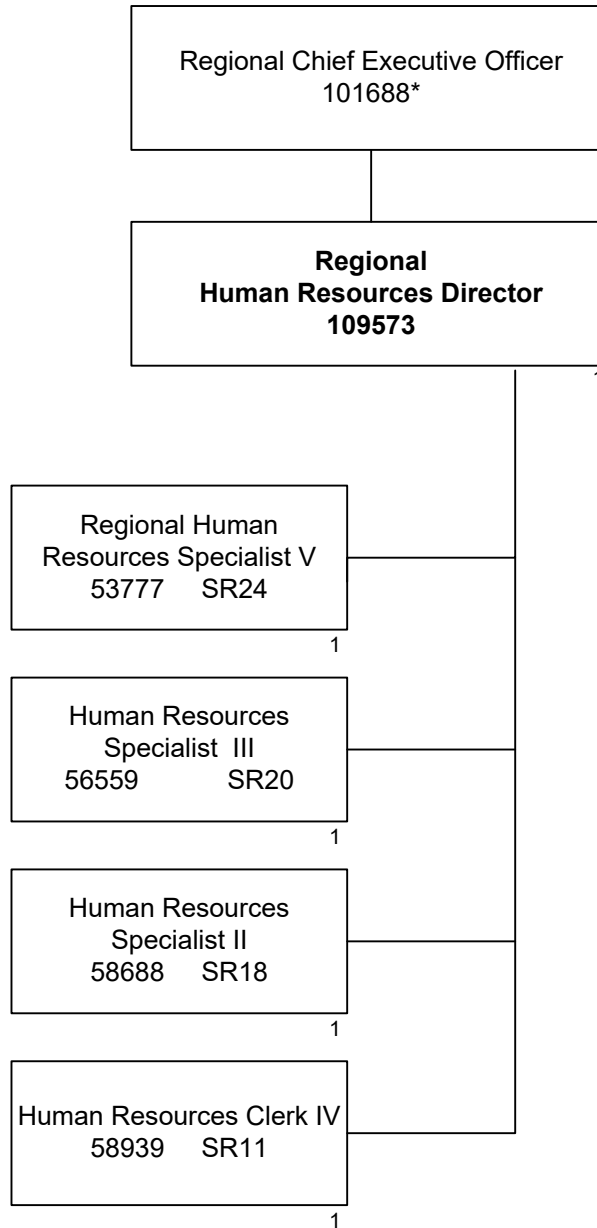 Regional Chief Executive Officer
101688*
Regional
Human Resources Director
109573
1
Regional Human
Resources Specialist V
53777 SR24
1
Human Resources
Specialist III
56559 SR20
1
Human Resources
Specialist II
58688 SR18
1
Human Resources Clerk IV
58939 SR11
1